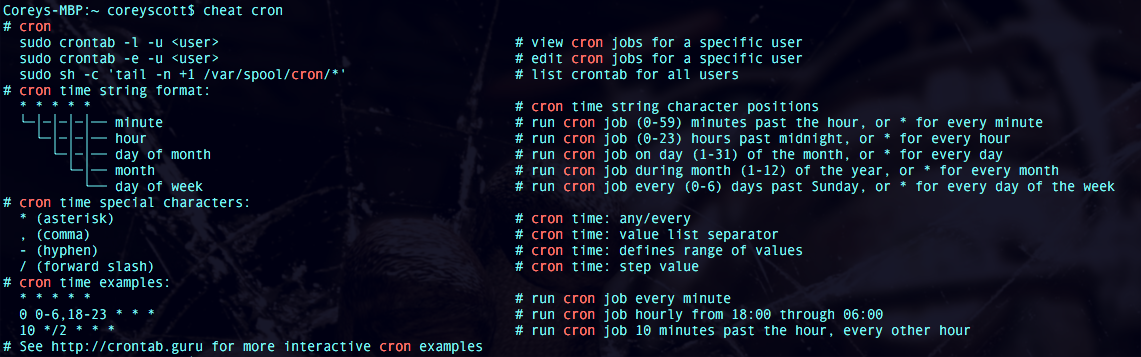 Coreys-MBP:~ coreyscott$ cheat cron
# cron
  sudo crontab -l -u <user>                                     # view cron jobs for a specific user
  sudo crontab -e -u <user>                                     # edit cron jobs for a specific user
  sudo sh -c 'tail -n +1 /var/spool/cron/*'                     # list crontab for all users
# cron time string format:
  * * * * *                                                     # cron time string character positions
  └─│─│─│─│── minute                                            # run cron job (0-59) minutes past the hour, or * for every minute
    └─│─│─│── hour                                              # run cron job (0-23) hours past midnight, or * for every hour
      └─│─│── day of month                                      # run cron job on day (1-31) of the month, or * for every day
        └─│── month                                             # run cron job during month (1-12) of the year, or * for every month
          └── day of week                                       # run cron job every (0-6) days past Sunday, or * for every day of the week
# cron time special characters:
  * (asterisk)                                                  # cron time: any/every
  , (comma)                                                     # cron time: value list separator
  - (hyphen)                                                    # cron time: defines range of values
  / (forward slash)                                             # cron time: step value
# cron time examples:
  * * * * *                                                     # run cron job every minute
  0 0-6,18-23 * * *                                             # run cron job hourly from 18:00 through 06:00
  10 */2 * * *                                                  # run cron job 10 minutes past the hour, every other hour
# See http://crontab.guru for more interactive cron examples